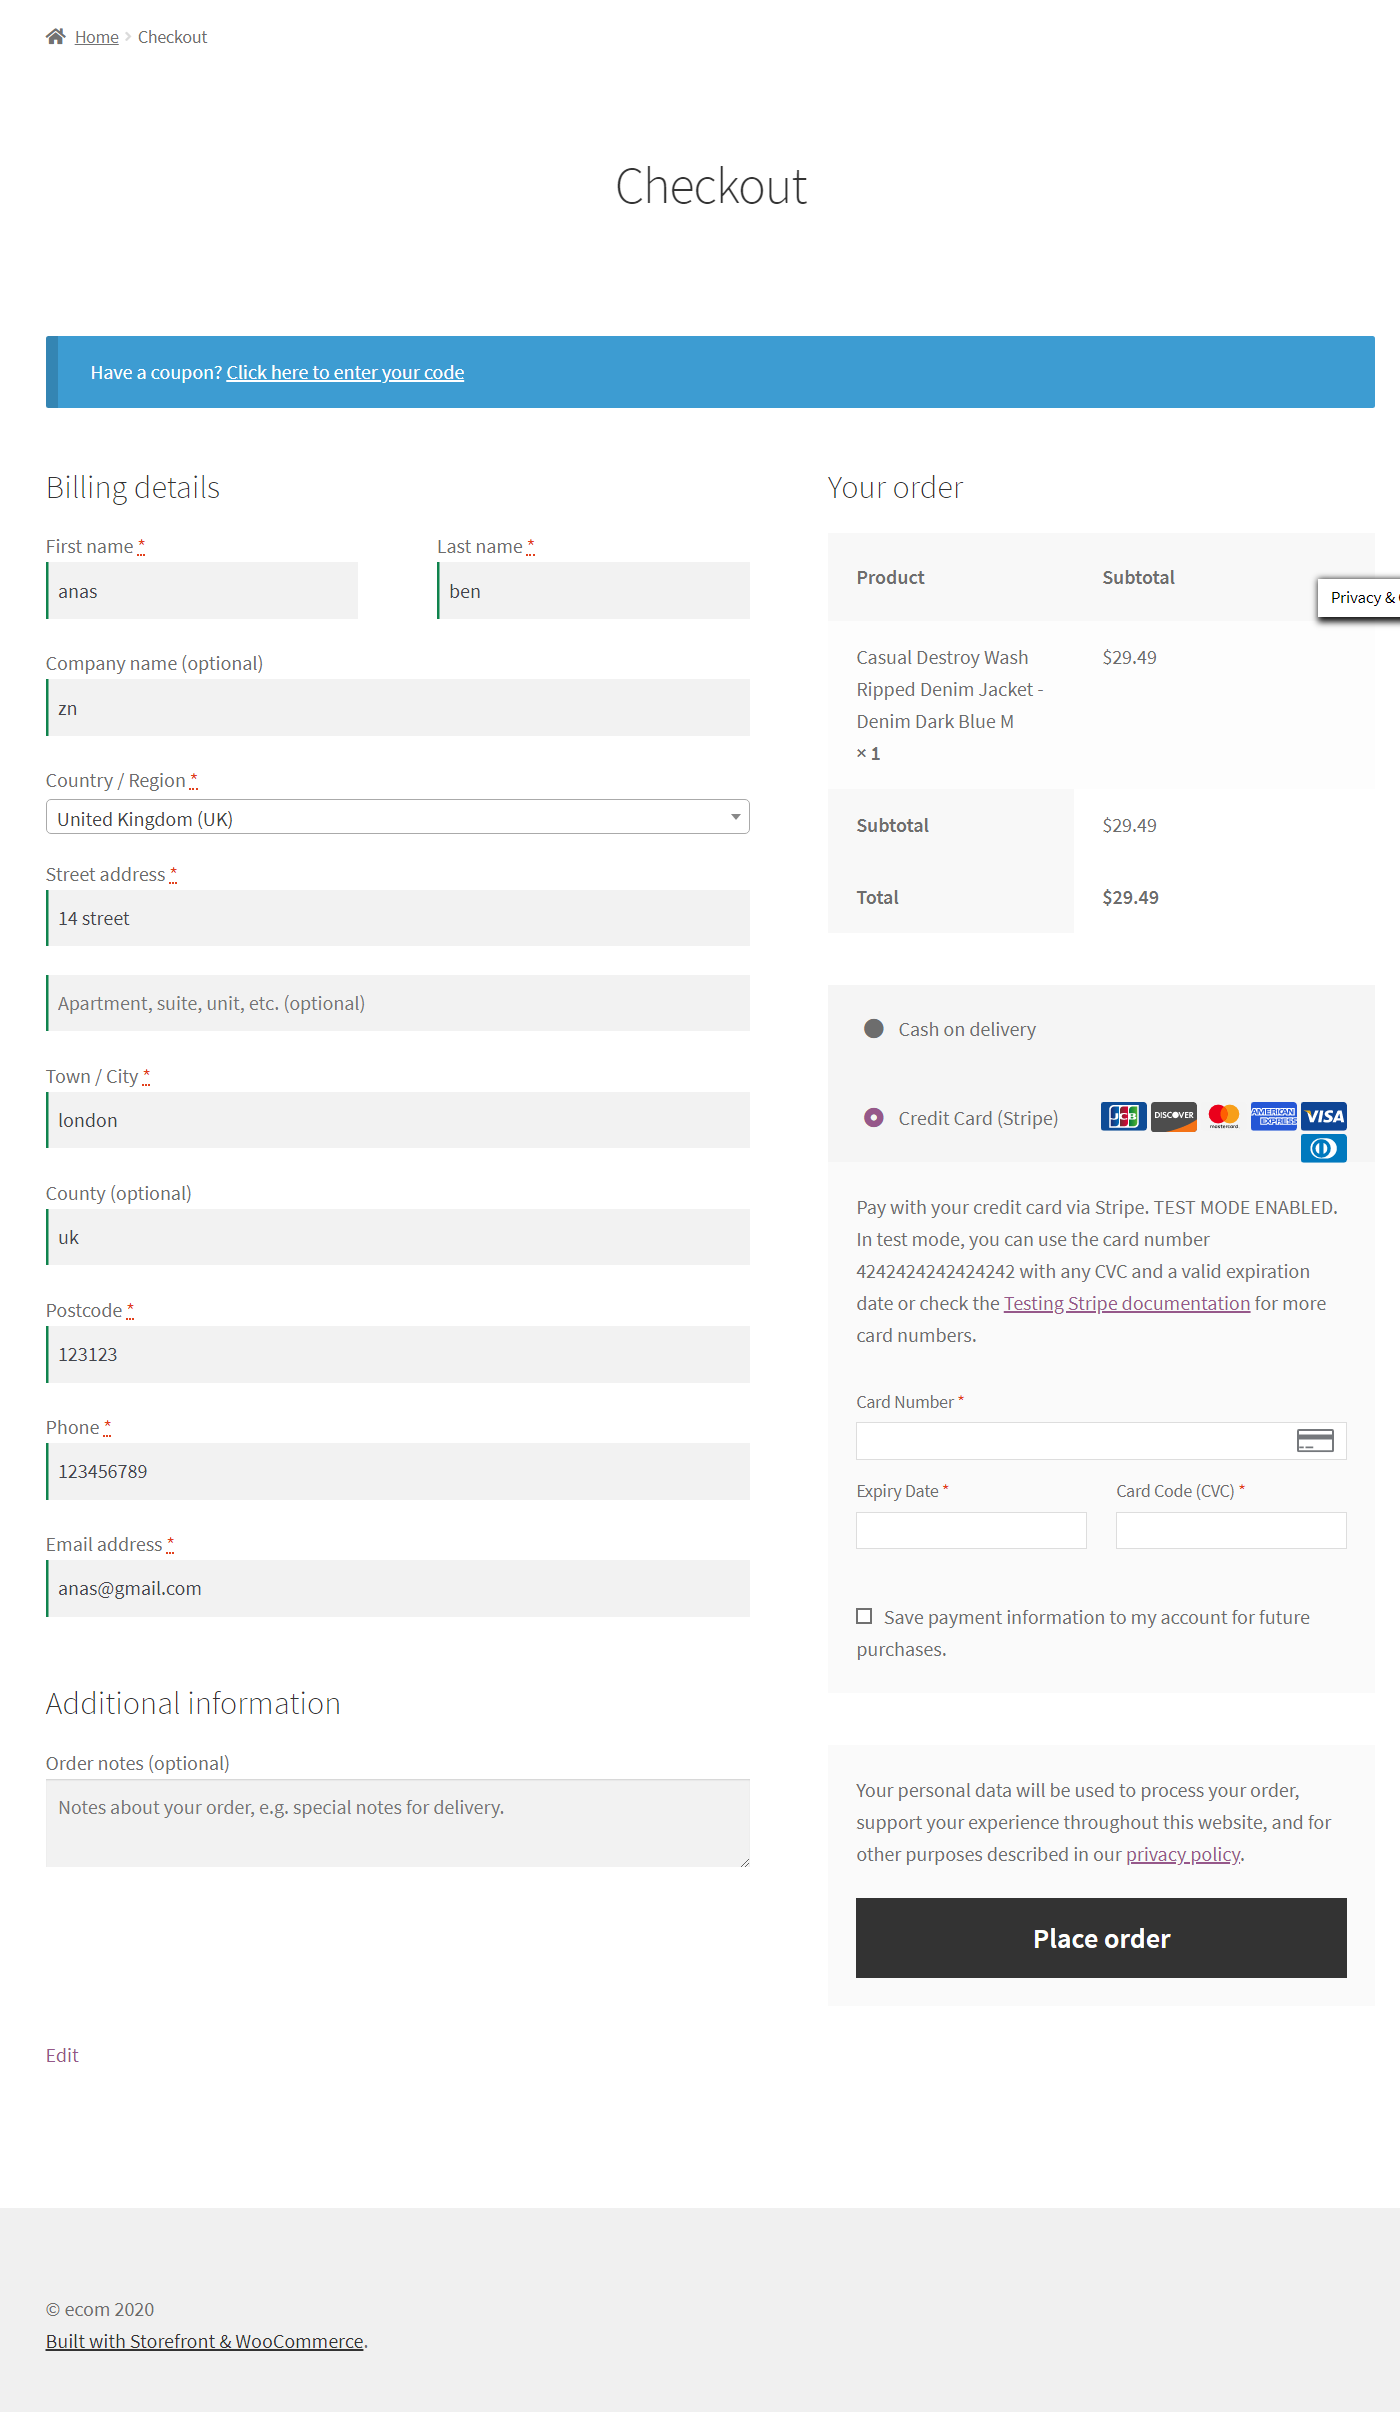 Home › Checkout
Checkout
Have a coupon? Click here to enter your code
Billing details
First name *
Last name *
anas
ben
Company name (optional)
zn
Country / Region *
United Kingdom (UK)
Street address *
14 street
Apartment, suite, unit, etc. (optional)
Town / City *
london
County (optional)
uk
Postcode *
123123
Phone *
123456789
Email address *
anas@gmail.com
Additional information
Order notes (optional)
Notes about your order, e.g. special notes for delivery.
Edit
Your order
Product Subtotal
Privacy &
Casual Destroy Wash $29.49
Ripped Denim Jacket -
Denim Dark Blue M
× 1
Subtotal $29.49
Total $29.49
Cash on delivery
Credit Card (Stripe)
JCB DISCOVER mastercard AMERICAN EXPRESS VISA
Pay with your credit card via Stripe. TEST MODE ENABLED.
In test mode, you can use the card number
4242424242424242 with any CVC and a valid expiration
date or check the Testing Stripe documentation for more
card numbers.
Card Number *
Expiry Date * Card Code (CVC) *
Save payment information to my account for future
purchases.
Your personal data will be used to process your order,
support your experience throughout this website, and for
other purposes described in our privacy policy.
Place order
© ecom 2020
Built with Storefront & WooCommerce.